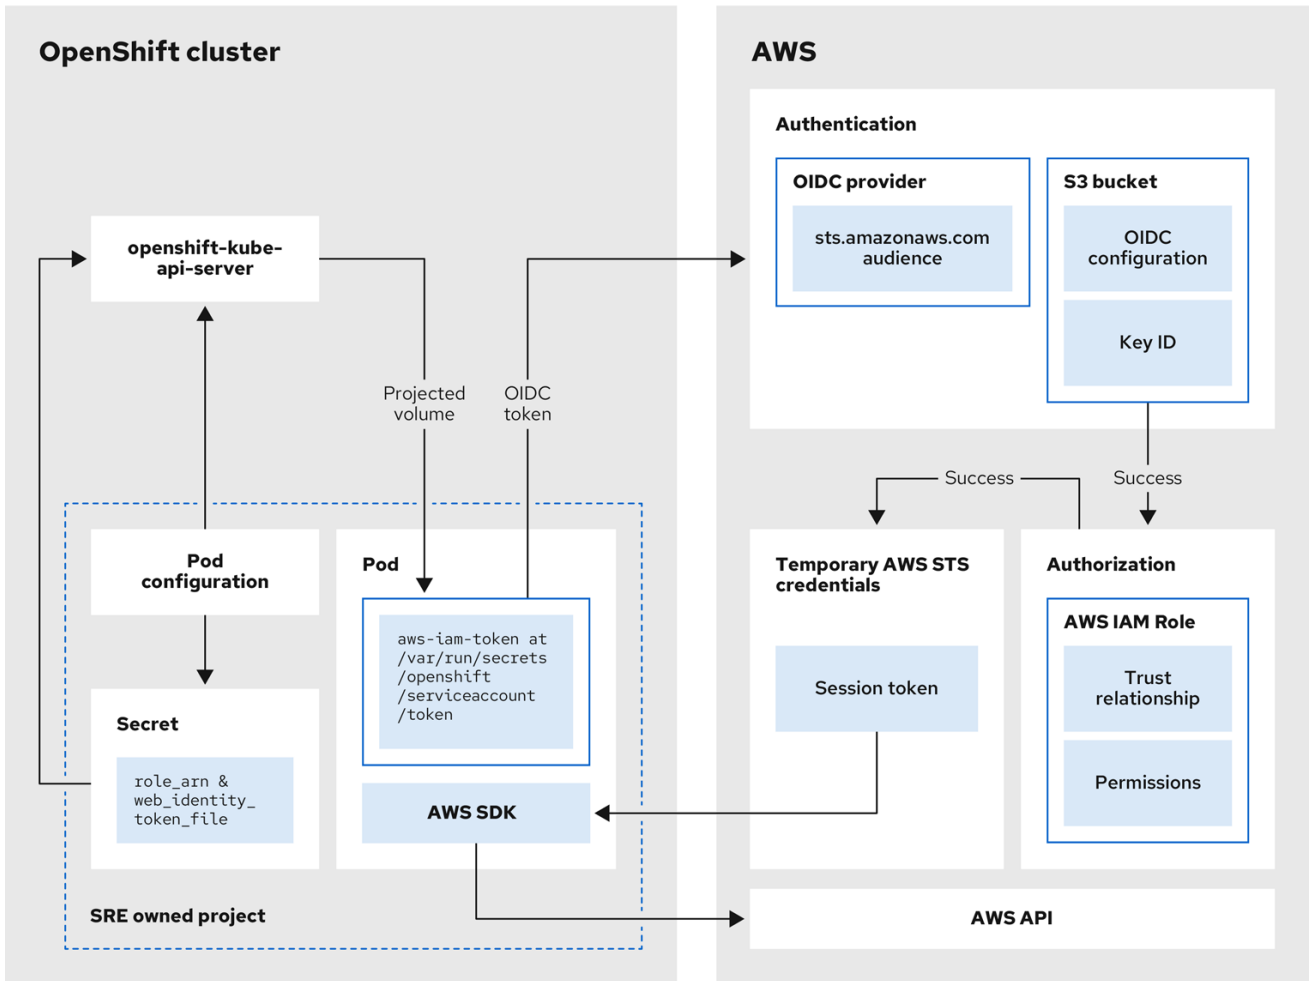 OpenShift cluster
openshift-kube-
api-server
Projected
volume
OIDC
token
Pod
configuration
Secret
role_arn &
web_identity_
token_file
Pod
aws-iam-token at
/var/run/secrets
/openshift
/serviceaccount
/token
AWS SDK
SRE owned project
AWS
Authentication
OIDC provider
sts.amazonaws.com
audience
S3 bucket
OIDC
configuration
Key ID
Success
Success
Temporary AWS STS
credentials
Session token
Authorization
AWS IAM Role
Trust
relationship
Permissions
AWS API